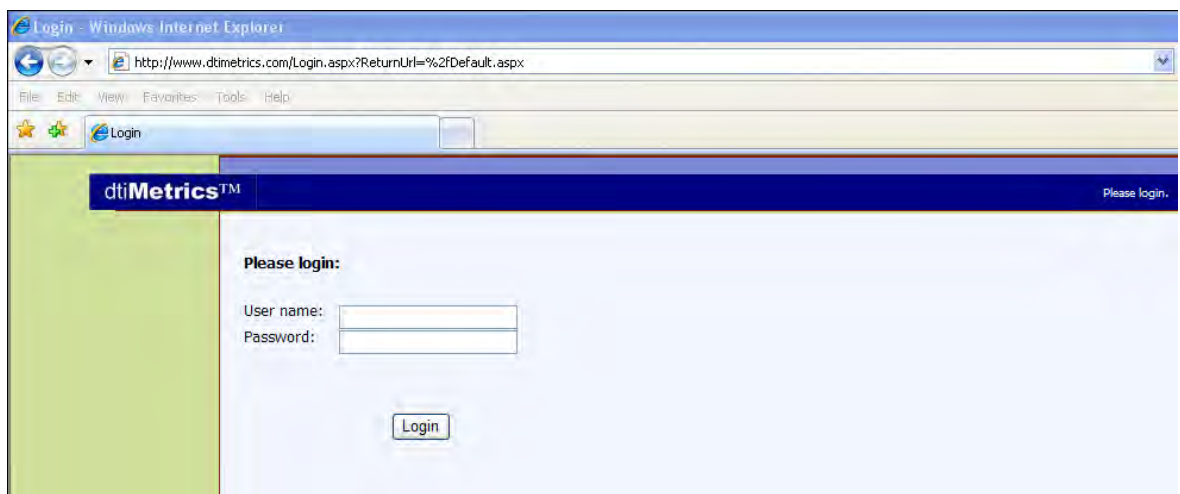 Login - Windows Internet Explorer
http://www.dtimetrics.com/Login.aspx?ReturnUrl=%2fDefault.aspx
File Edit View Favorites Tools Help
Login
dtiMetrics™
Please login.
Please login:
User name:
Password:
Login